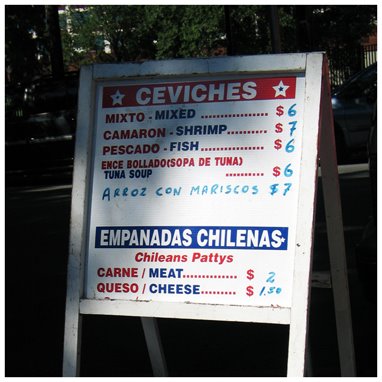 CEVICHES
MIXTO - MIXED ................... $6
CAMARON - SHRIMP........... $7
PESCADO - FISH................. $6
ENCE BOLLADO(SOPA DE TUNA)
TUNA SOUP .......... $6
ARROZ CON MARISCOS $7
EMPANADAS CHILENAS
Chileans Pattys
CARNE / MEAT.............. $ 2
QUESO / CHEESE......... $ 1.50